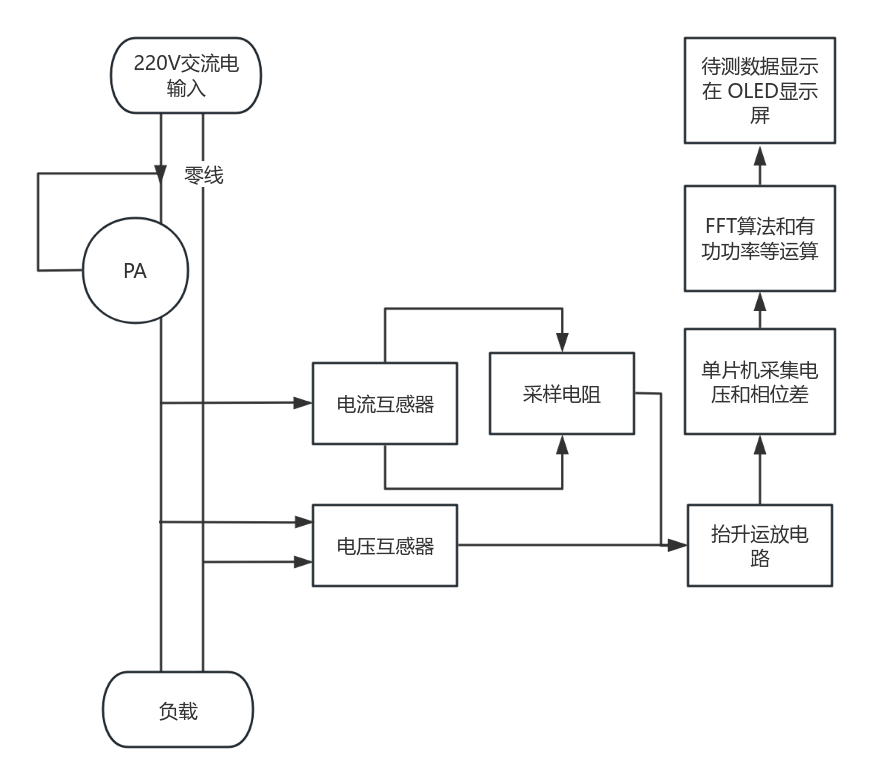 220V交流电
输入
零线
PA
电流互感器
采样电阻
电压互感器
负载
待测数据显示
在 OLED显示
屏
FFT算法和有
功功率等运算
单片机采集电
压和相位差
抬升运放电
路